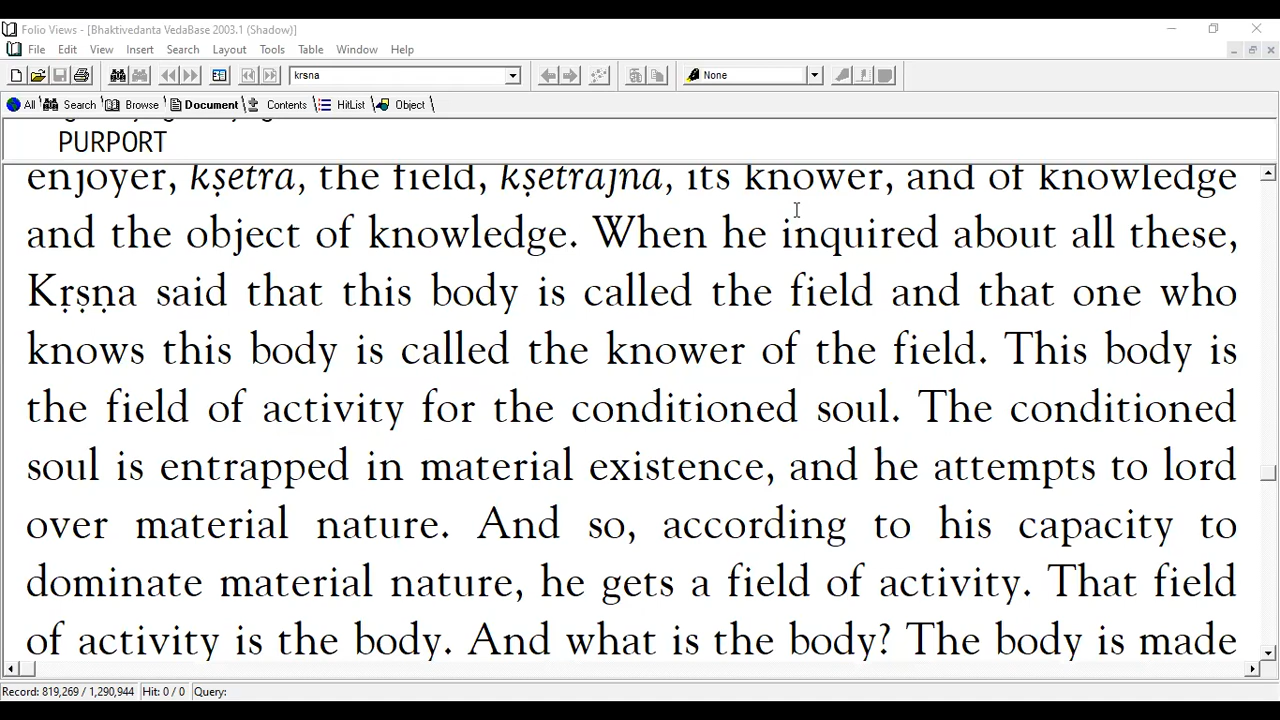 Folio Views - [Bhaktivedanta VedaBase 2003.1 (Shadow)]
File Edit View Insert Search Layout Tools Table Window Help
krsna None
All Search Browse Document Contents HitList Object
PURPORT
enjoyer, kṣetra, the field, kṣetrajña, its knower, and of knowledge
and the object of knowledge. When he inquired about all these,
Kṛṣṇa said that this body is called the field and that one who
knows this body is called the knower of the field. This body is
the field of activity for the conditioned soul. The conditioned
soul is entrapped in material existence, and he attempts to lord
over material nature. And so, according to his capacity to
dominate material nature, he gets a field of activity. That field
of activity is the body. And what is the body? The body is made
Record: 819,269 / 1,290,944 Hit: 0 / 0 Query: